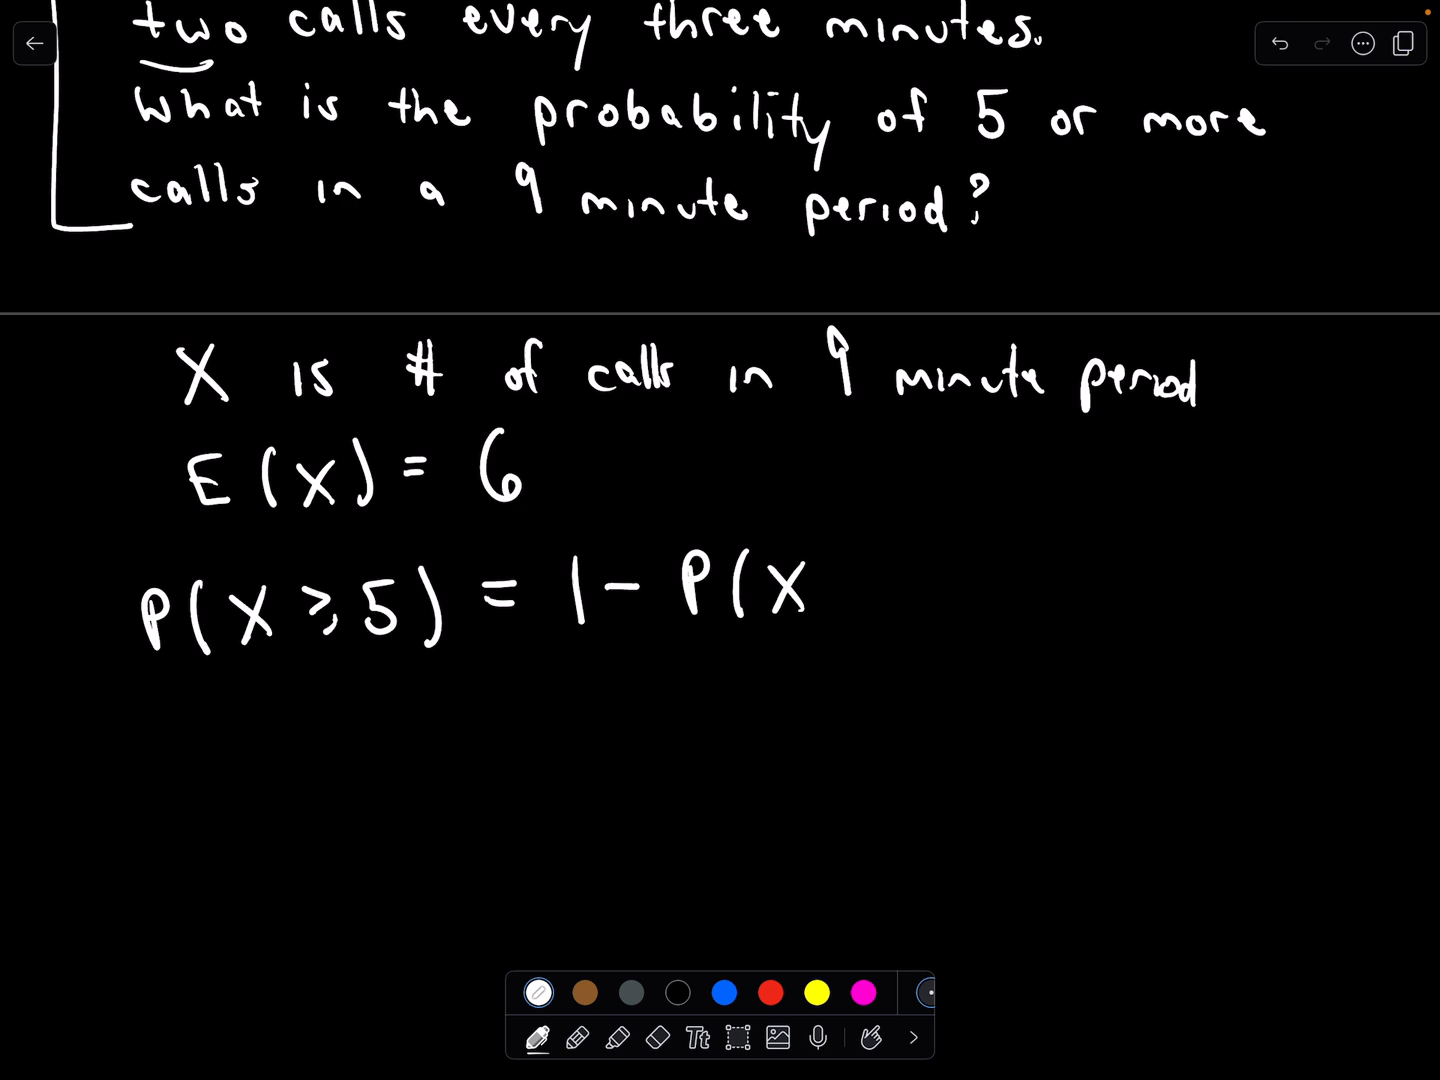 two calls every three minutes.
What is the probability of 5 or more
calls in a 9 minute period?
X is # of calls in 9 minute period
E(X) = 6
P(X ≥ 5) = 1 - P(X
Tt